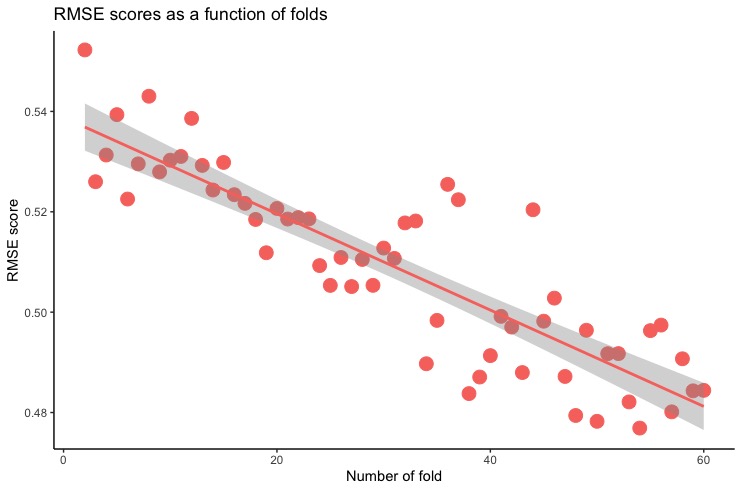 RMSE scores as a function of folds
RMSE score
0.54
0.52
0.50
0.48
0 20 40 60
Number of fold